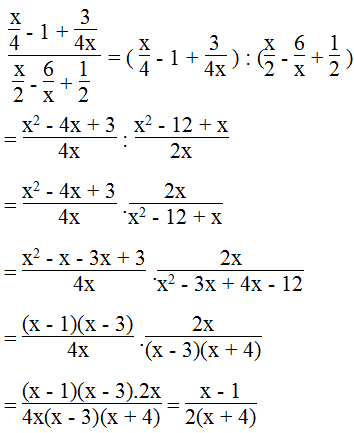 (x/4 - 1 + 3/4x)/(x/2 - 6/x + 1/2) = ( x/4 - 1 + 3/4x ) : ( x/2 - 6/x + 1/2 )
= (x² - 4x + 3)/4x : (x² - 12 + x)/2x
= (x² - 4x + 3)/4x . 2x/(x² - 12 + x)
= (x² - x - 3x + 3)/4x . 2x/(x² - 3x + 4x - 12)
= (x - 1)(x - 3)/4x . 2x/(x - 3)(x + 4)
= (x - 1)(x - 3).2x/4x(x - 3)(x + 4) = (x - 1)/2(x + 4)